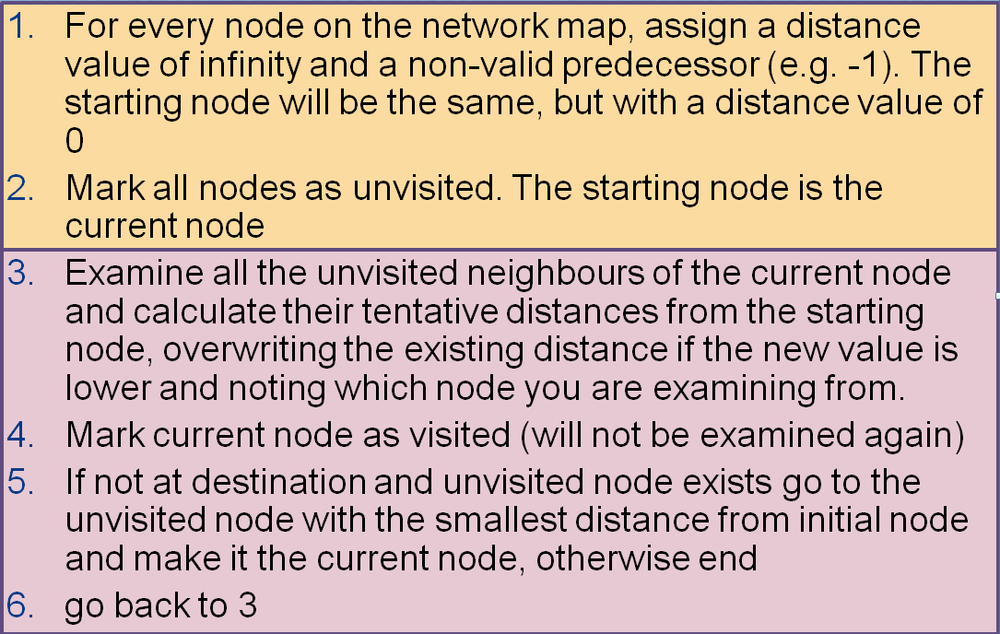 1. For every node on the network map, assign a distance
value of infinity and a non-valid predecessor (e.g. -1). The
starting node will be the same, but with a distance value of
0
2. Mark all nodes as unvisited. The starting node is the
current node
3. Examine all the unvisited neighbours of the current node
and calculate their tentative distances from the starting
node, overwriting the existing distance if the new value is
lower and noting which node you are examining from.
4. Mark current node as visited (will not be examined again)
5. If not at destination and unvisited node exists go to the
unvisited node with the smallest distance from initial node
and make it the current node, otherwise end
6. go back to 3